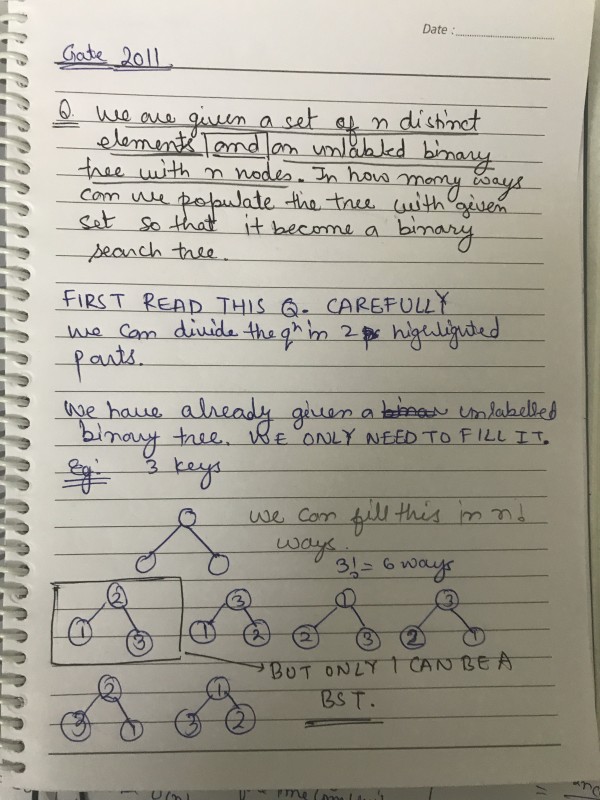 Date :
Gate 2011
Q. We are given a set of n distinct
elements and an unlabled binary
tree with n nodes. In how many ways
can we populate the tree with given
set so that it become a binary
search tree.
FIRST READ THIS Q. CAREFULLY
we can divide the qn in 2 highlighted
parts.
We have already given a unlabelled
binary tree. WE ONLY NEED TO FILL IT.
Eg: 3 keys
we can fill this in n!
ways.
3! = 6 ways
2 3 1 3
1 3 1 2 2 3 2 1
BUT ONLY 1 CAN BE A
BST.
2 1
3 1 3 2